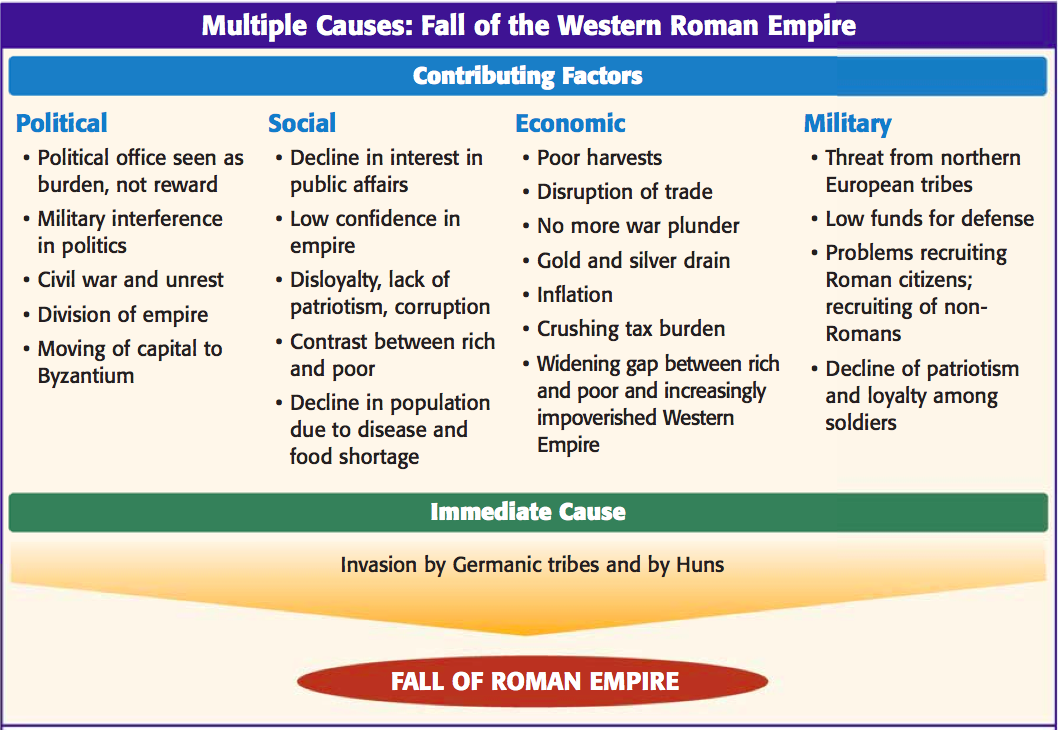 Multiple Causes: Fall of the Western Roman Empire
Contributing Factors
Political
• Political office seen as
burden, not reward
• Military interference
in politics
• Civil war and unrest
• Division of empire
• Moving of capital to
Byzantium
Social
• Decline in interest in
public affairs
• Low confidence in
empire
• Disloyalty, lack of
patriotism, corruption
• Contrast between rich
and poor
• Decline in population
due to disease and
food shortage
Economic
• Poor harvests
• Disruption of trade
• No more war plunder
• Gold and silver drain
• Inflation
• Crushing tax burden
• Widening gap between rich
and poor and increasingly
impoverished Western
Empire
Military
• Threat from northern
European tribes
• Low funds for defense
• Problems recruiting
Roman citizens;
recruiting of non-
Romans
• Decline of patriotism
and loyalty among
soldiers
Immediate Cause
Invasion by Germanic tribes and by Huns
FALL OF ROMAN EMPIRE